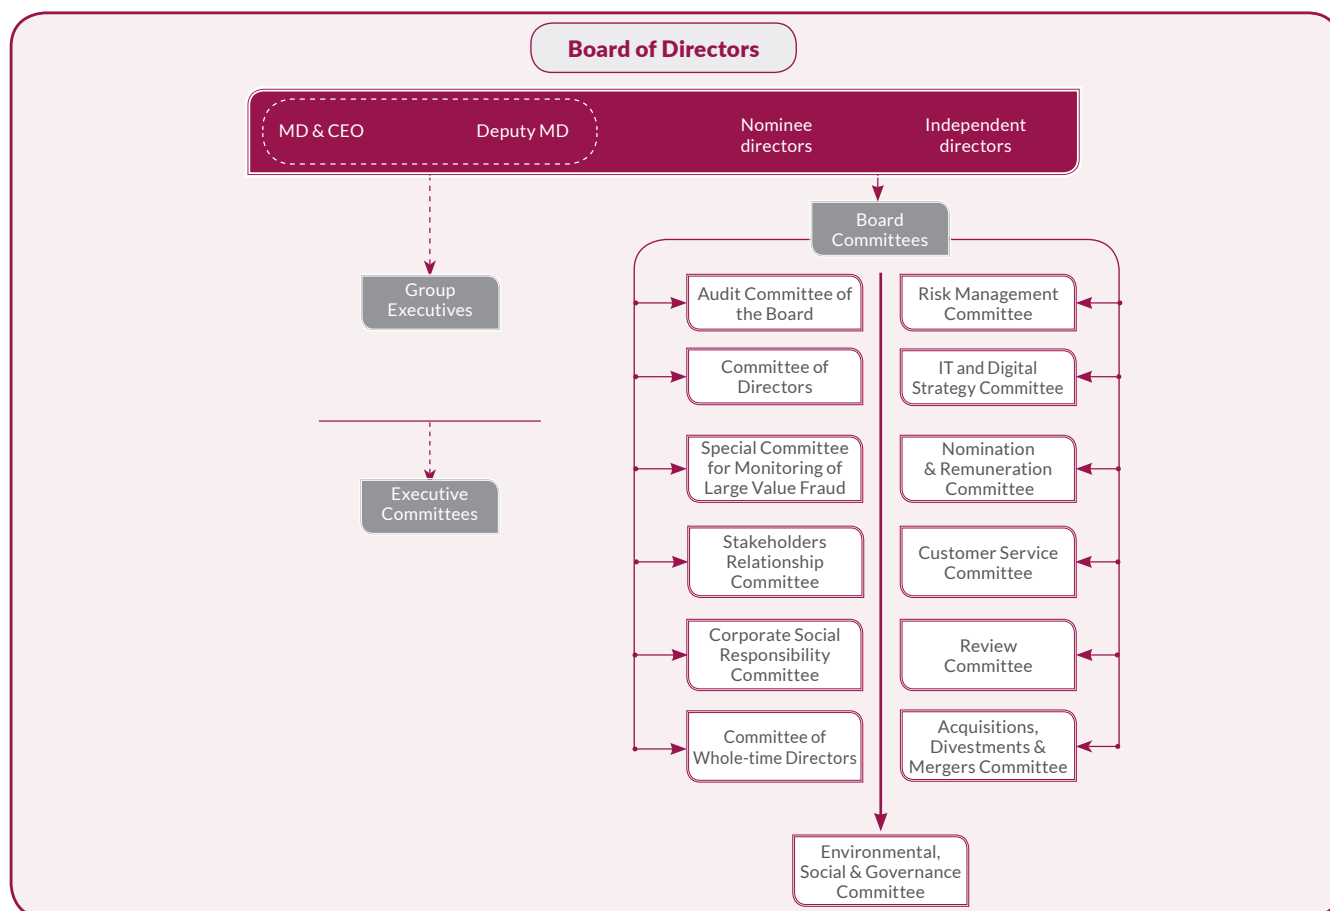 Board of Directors
MD & CEO
Deputy MD
Nominee
directors
Independent
directors
Board
Committees
Group
Executives
Executive
Committees
Audit Committee of
the Board
Risk Management
Committee
Committee of
Directors
IT and Digital
Strategy Committee
Special Committee
for Monitoring of
Large Value Fraud
Nomination
& Remuneration
Committee
Stakeholders
Relationship
Committee
Customer Service
Committee
Corporate Social
Responsibility
Committee
Review
Committee
Committee of
Whole-time Directors
Acquisitions,
Divestments &
Mergers Committee
Environmental,
Social & Governance
Committee